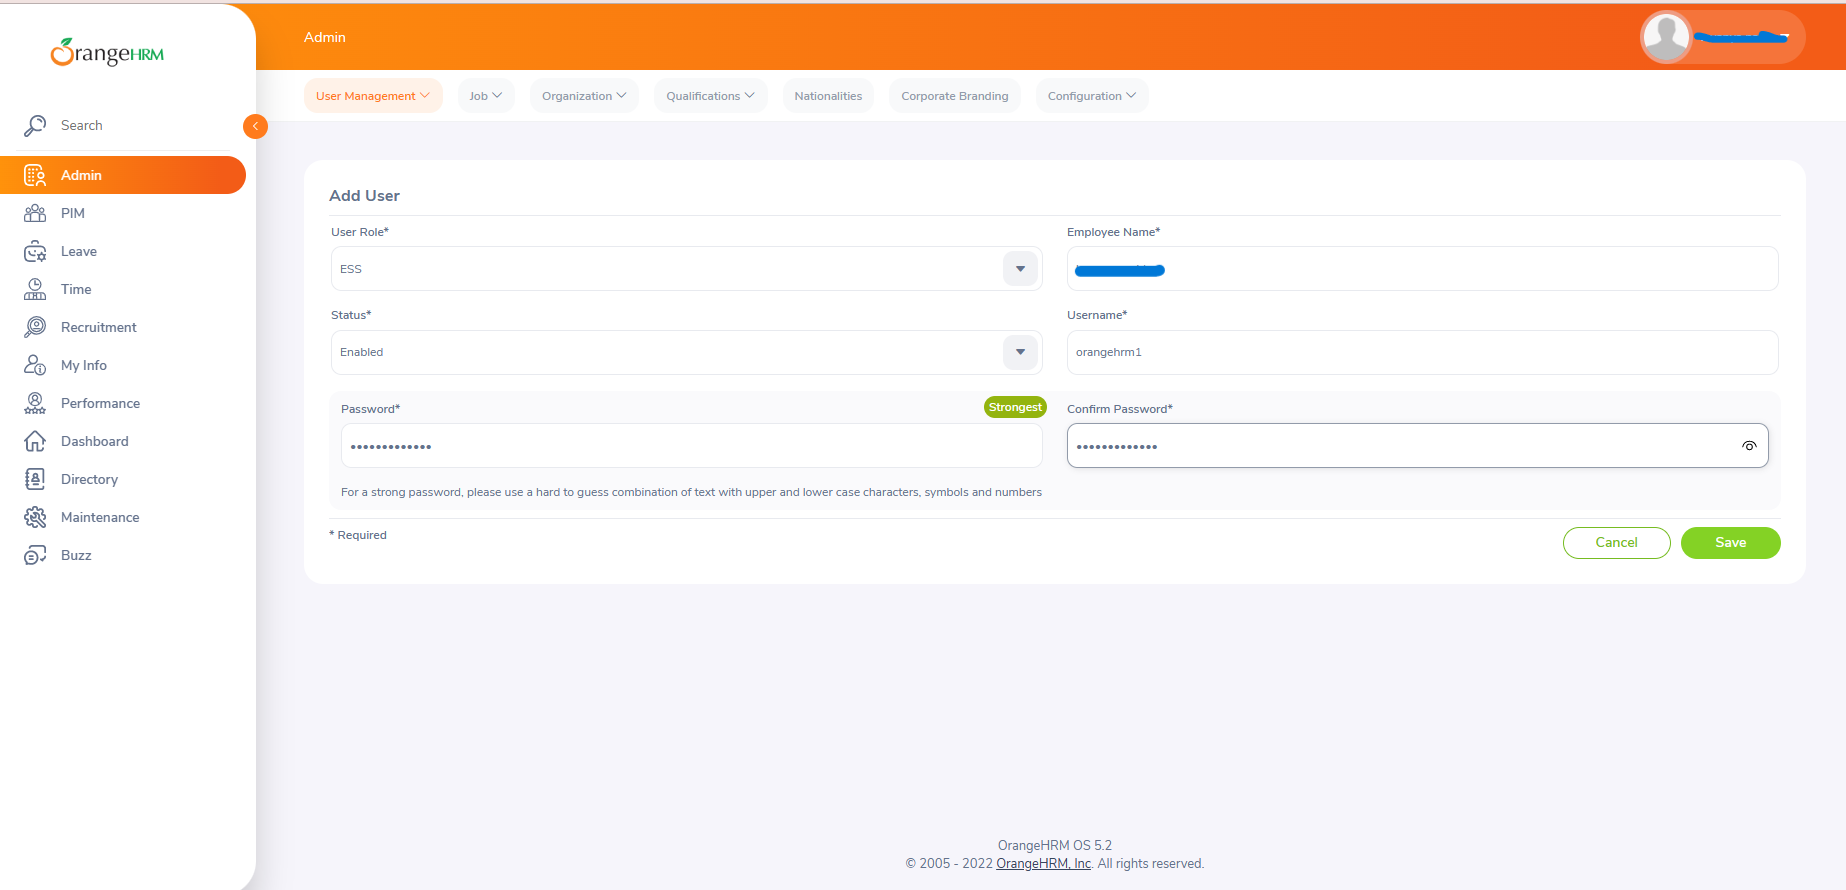 OrangeHRM
Admin
Search
Admin
PIM
Leave
Time
Recruitment
My Info
Performance
Dashboard
Directory
Maintenance
Buzz
User Management
Job
Organization
Qualifications
Nationalities
Corporate Branding
Configuration
Add User
User Role*
Employee Name*
ESS
Status*
Username*
Enabled
orangehrm1
Password*
Strongest
Confirm Password*
•••••••••••••
•••••••••••••
For a strong password, please use a hard to guess combination of text with upper and lower case characters, symbols and numbers
* Required
Cancel
Save
OrangeHRM OS 5.2
© 2005 - 2022 OrangeHRM, Inc. All rights reserved.